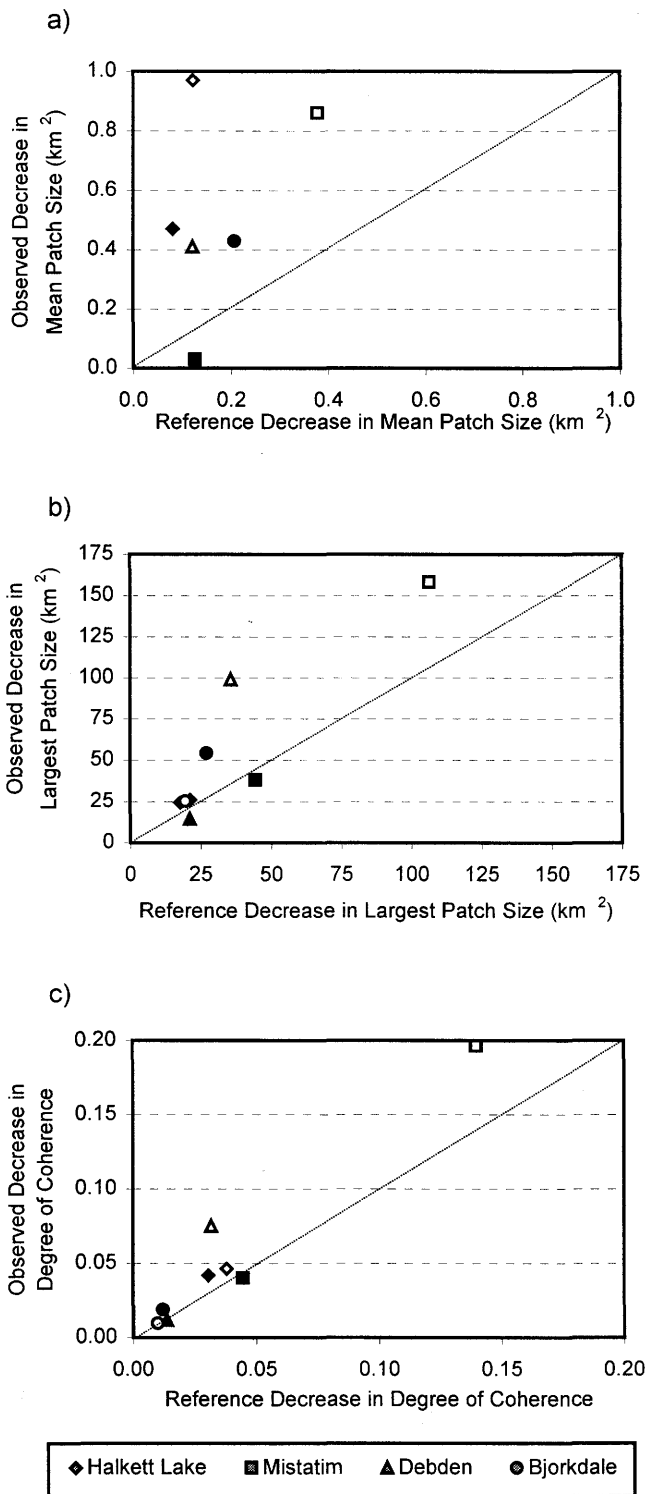 a)
Observed Decrease in
Mean Patch Size (km 2)
1.0
0.8
0.6
0.4
0.2
0.0
0.0 0.2 0.4 0.6 0.8 1.0
Reference Decrease in Mean Patch Size (km 2)
b)
Observed Decrease in
Largest Patch Size (km 2)
175
150
125
100
75
50
25
0
0 25 50 75 100 125 150 175
Reference Decrease in Largest Patch Size (km 2)
c)
Observed Decrease in
Degree of Coherence
0.20
0.15
0.10
0.05
0.00
0.00 0.05 0.10 0.15 0.20
Reference Decrease in Degree of Coherence
Halkett Lake Mistatim Debden Bjorkdale